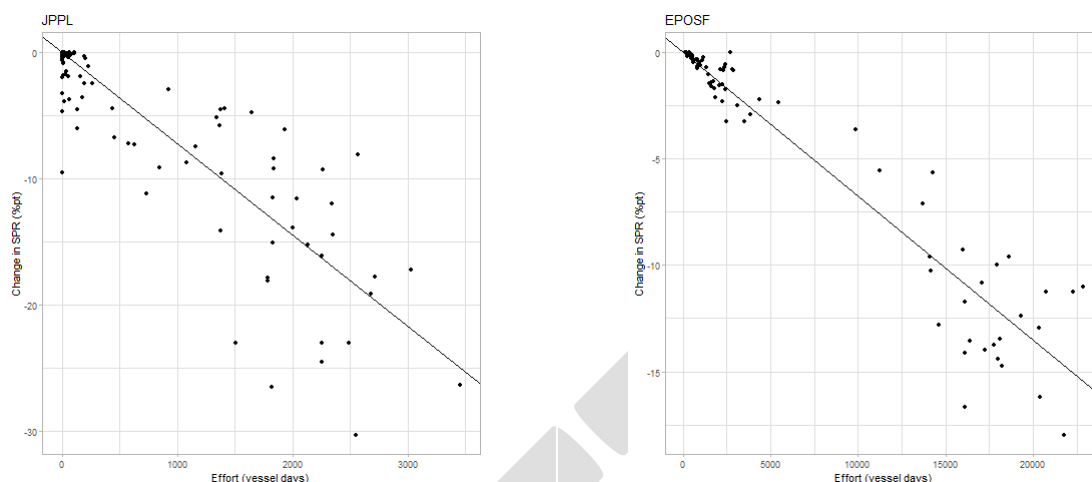 JPPL
0
-10
-20
-30
Change in SPR (%pt)
0
1000
2000
3000
Effort (vessel days)
EPOSF
0
-5
-10
-15
Change in SPR (%pt)
0
5000
10000
15000
20000
Effort (vessel days)